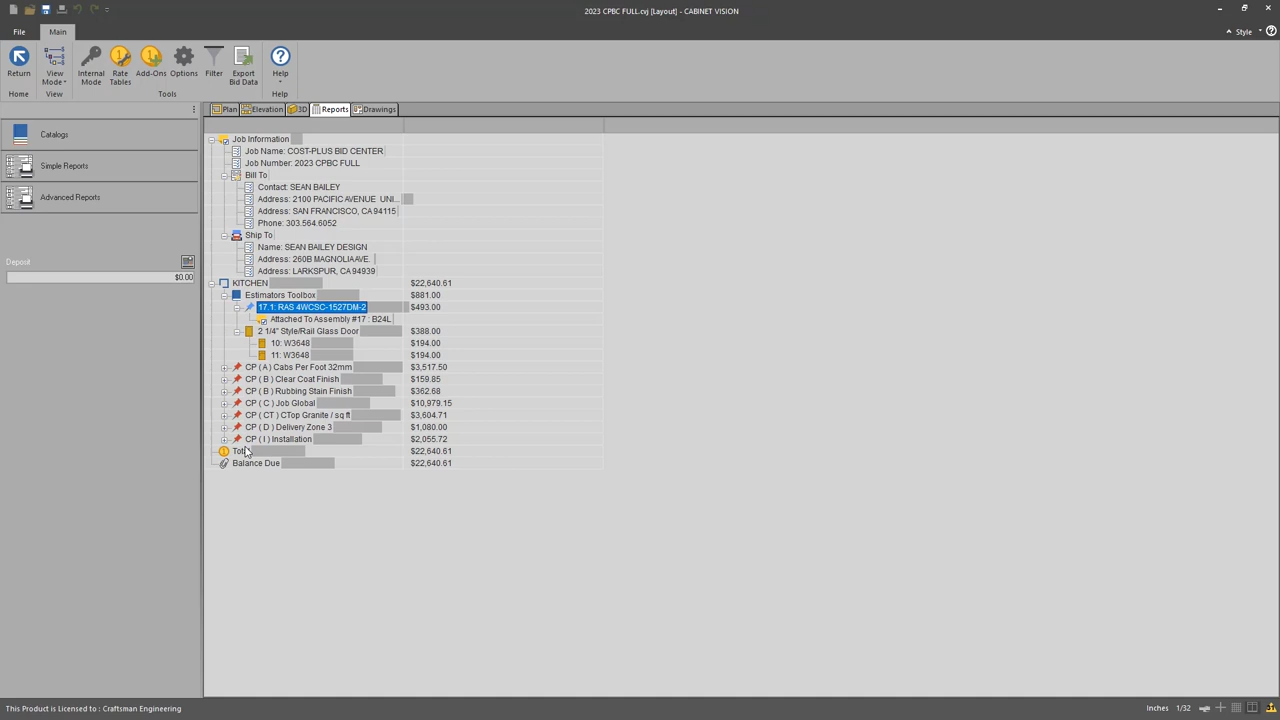 2023 CPBC FULL.cvj [Layout] - CABINET VISION
File Main Style
Return View Mode Internal Mode Rate Tables Add-Ons Options Filter Export Bid Data Help
Home View Tools Help
Plan Elevation 3D Reports Drawings
Catalogs
Simple Reports
Advanced Reports
Deposit
$0.00
Job Information
Job Name: COST-PLUS BID CENTER
Job Number: 2023 CPBC FULL
Bill To
Contact: SEAN BAILEY
Address: 2100 PACIFIC AVENUE UNI...
Address: SAN FRANCISCO, CA 94115
Phone: 303.564.6052
Ship To
Name: SEAN BAILEY DESIGN
Address: 260B MAGNOLIA AVE.
Address: LARKSPUR, CA 94939
KITCHEN $22,640.61
Estimators Toolbox $881.00
17.1: RAS 4WCSC-1527DM-2 $493.00
Attached To Assembly #17 : B24L
2 1/4" Style/Rail Glass Door $388.00
10: W3648 $194.00
11: W3648 $194.00
CP ( A ) Cabs Per Foot 32mm $3,517.50
CP ( B ) Clear Coat Finish $159.85
CP ( B ) Rubbing Stain Finish $362.68
CP ( C ) Job Global $10,979.15
CP ( CT ) CTop Granite / sq ft $3,604.71
CP ( D ) Delivery Zone 3 $1,080.00
CP ( I ) Installation $2,055.72
$22,640.61
Balance Due $22,640.61
This Product is Licensed to : Craftsman Engineering
Inches 1/32